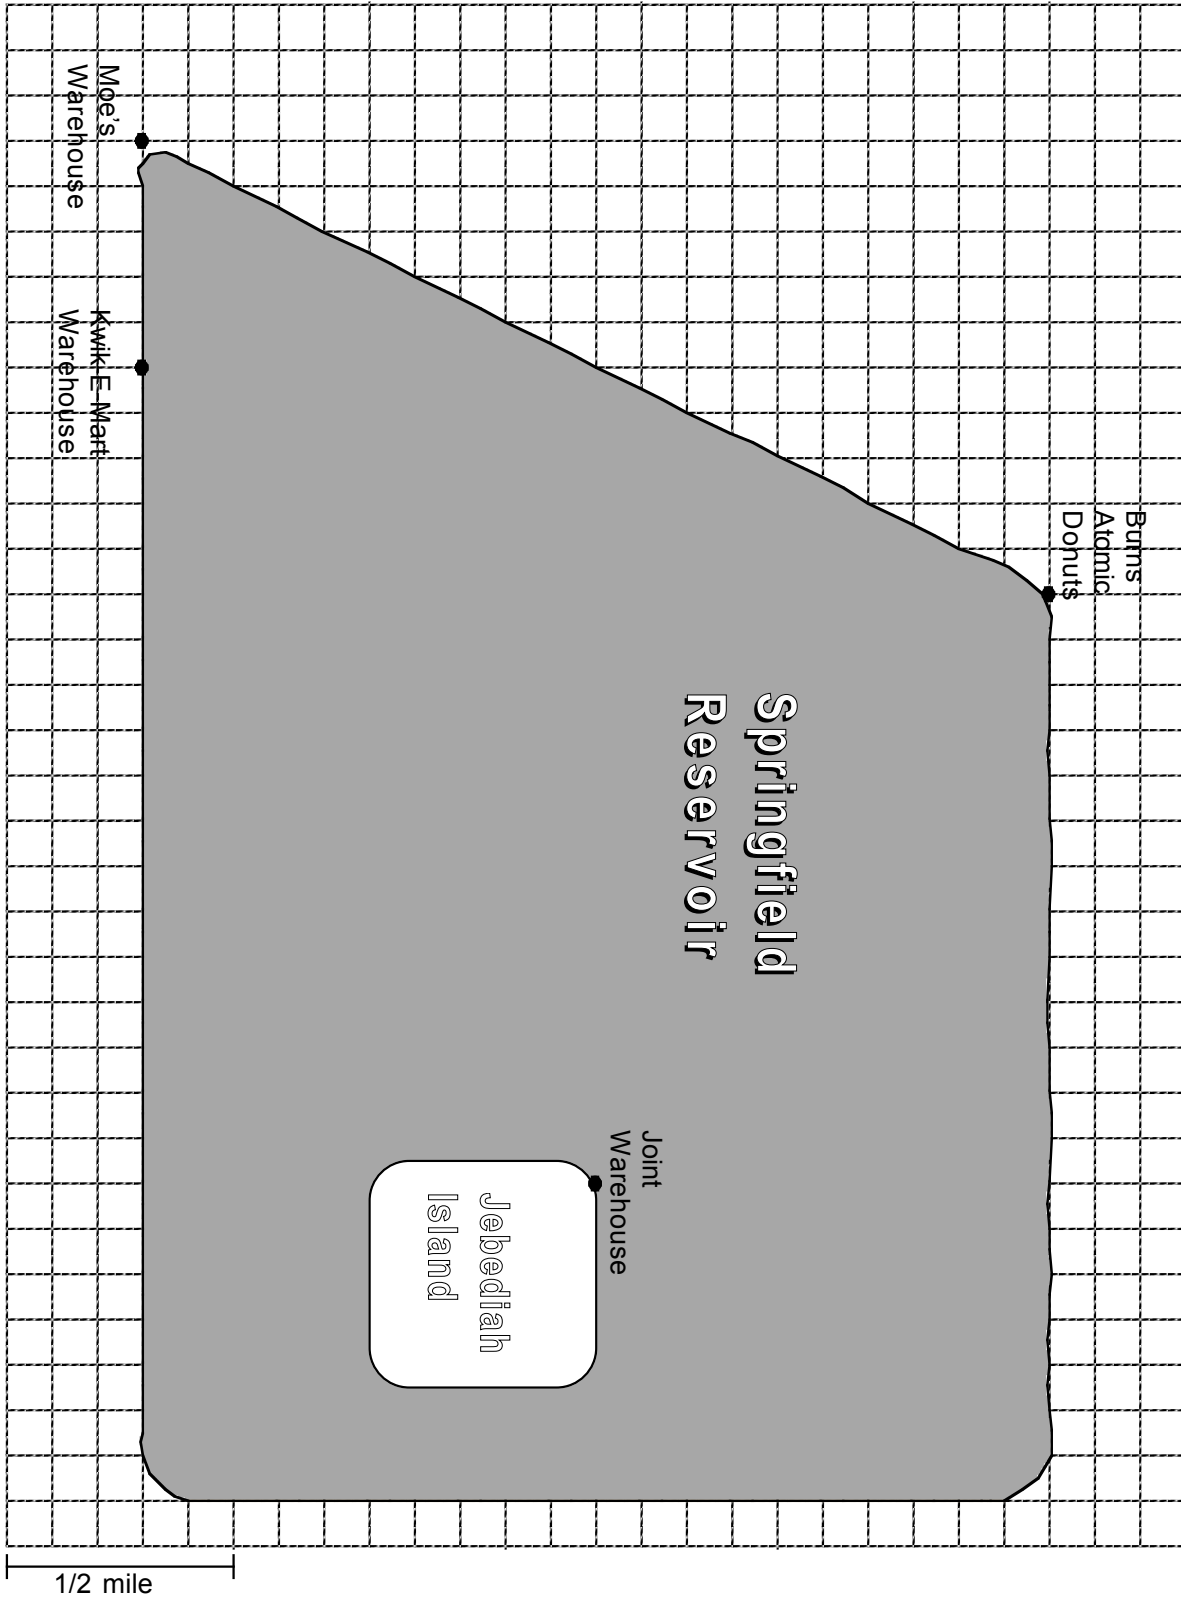 Moe's
Warehouse
Kwik-E-Mart
Warehouse
Burns
Atomic
Donuts
Springfield
Reservoir
Joint
Warehouse
Jebediah
Island
1/2 mile